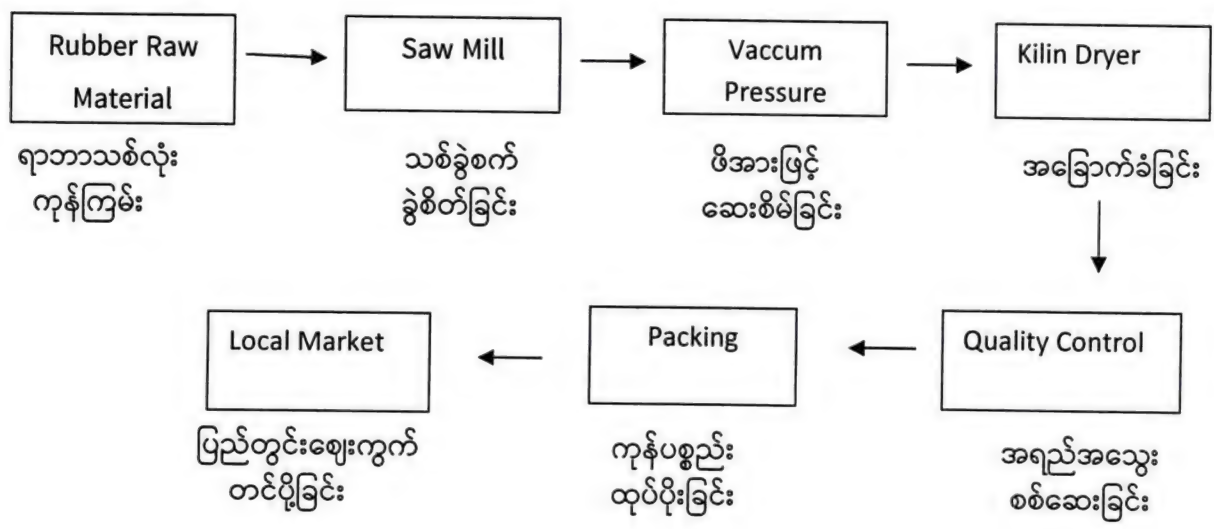 Rubber Raw
Material
ရာဘာသစ်လုံး
ကုန်ကြမ်း
Saw Mill
သစ်ခွဲစက်
ခွဲစိတ်ခြင်း
Vaccum
Pressure
ဖိအားဖြင့်
ဆေးစိမ်ခြင်း
Kilin Dryer
အခြောက်ခံခြင်း
Quality Control
အရည်အသွေး
စစ်ဆေးခြင်း
Packing
ကုန်ပစ္စည်း
ထုပ်ပိုးခြင်း
Local Market
ပြည်တွင်းဈေးကွက်
တင်ပို့ခြင်း